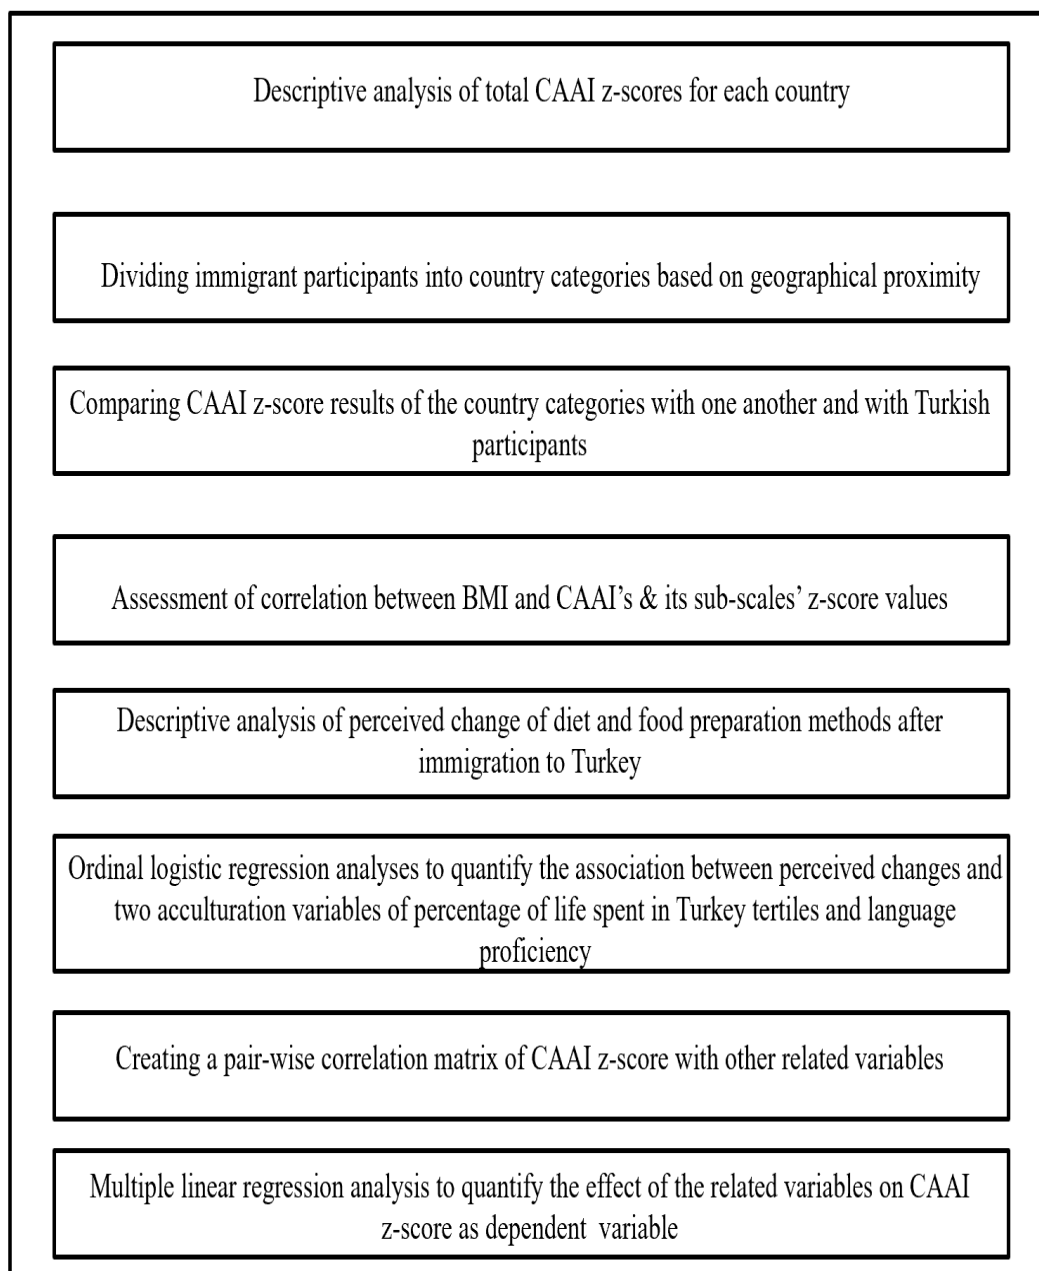 Descriptive analysis of total CAAI z-scores for each country
Dividing immigrant participants into country categories based on geographical proximity
Comparing CAAI z-score results of the country categories with one another and with Turkish
participants
Assessment of correlation between BMI and CAAI’s & its sub-scales’ z-score values
Descriptive analysis of perceived change of diet and food preparation methods after
immigration to Turkey
Ordinal logistic regression analyses to quantify the association between perceived changes and
two acculturation variables of percentage of life spent in Turkey tertiles and language
proficiency
Creating a pair-wise correlation matrix of CAAI z-score with other related variables
Multiple linear regression analysis to quantify the effect of the related variables on CAAI
z-score as dependent variable